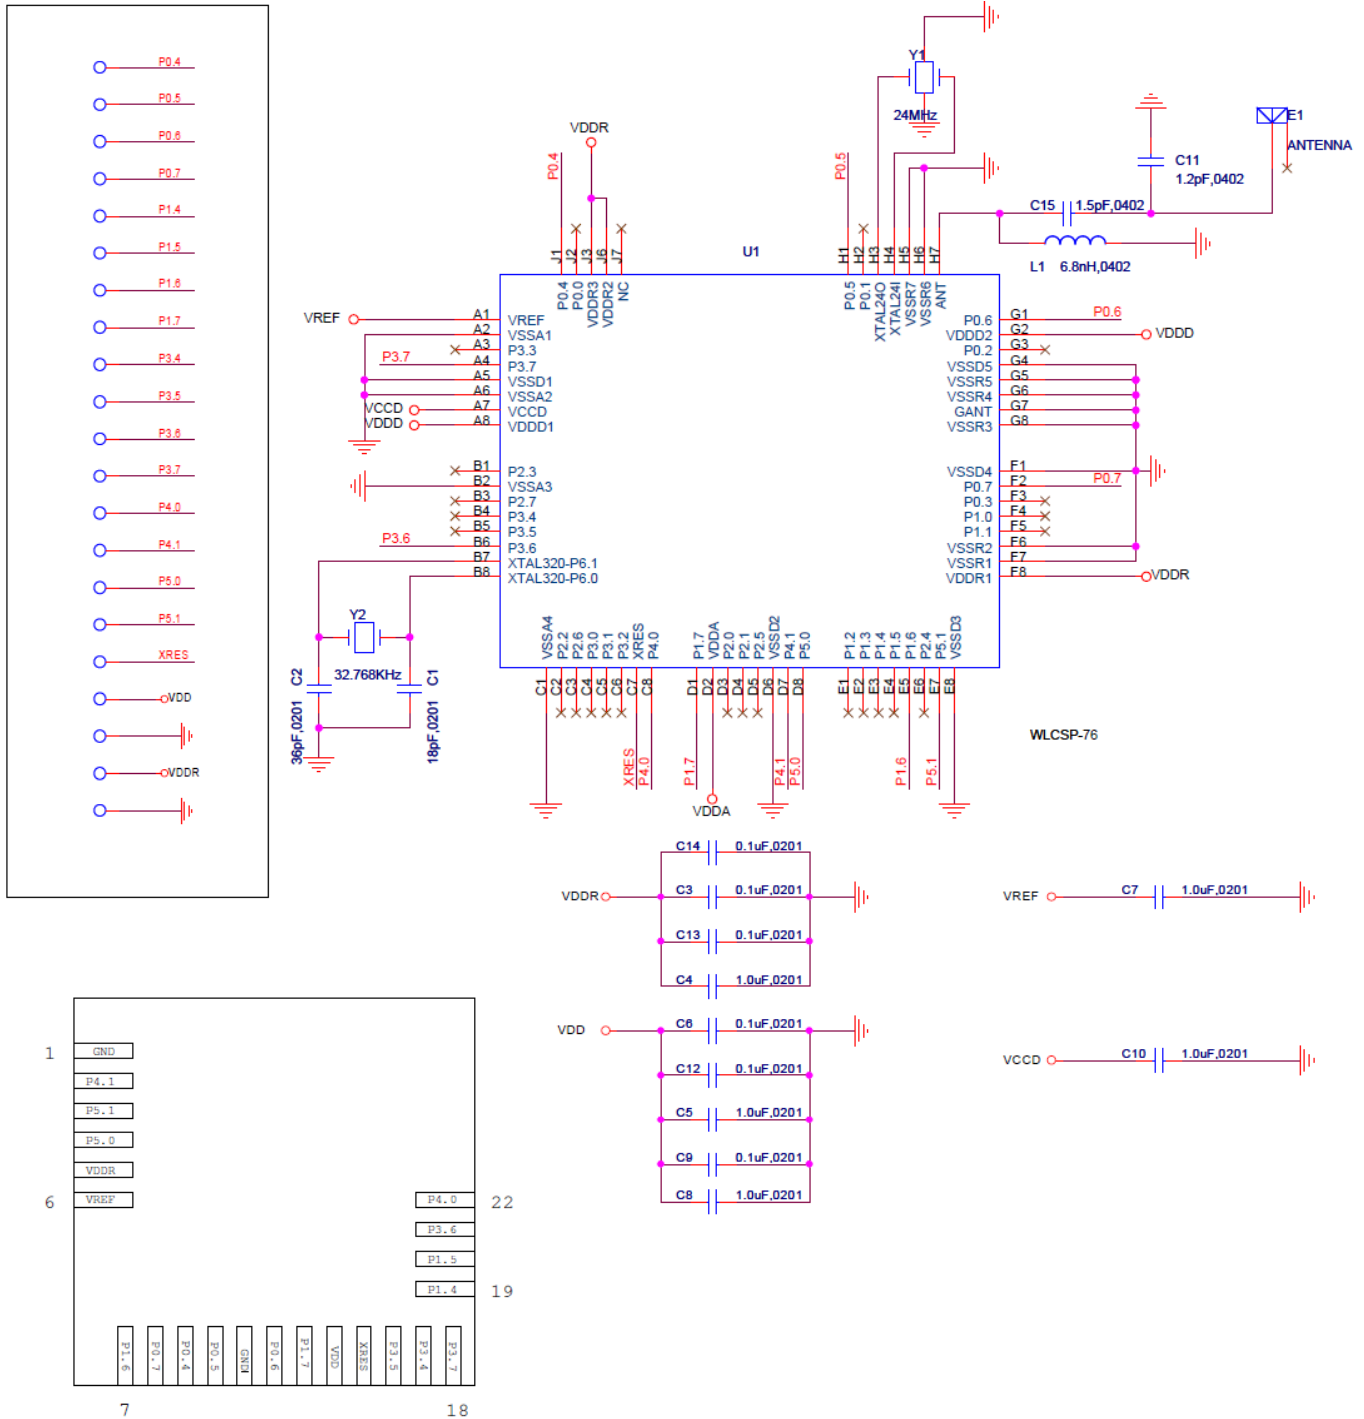 P0.4
P0.5
P0.6
P0.7
P1.4
P1.5
P1.6
P1.7
P3.4
P3.5
P3.6
P3.7
P4.0
P4.1
P5.0
P5.1
XRES
VDD
VDDR
VDDR
P0.4
J1
J2
J3
J6
J7
P0.4
P0.0
VDDR3
VDDR2
NC
U1
Y1
24MHz
P0.5
H1
H2
H3
H4
H5
H6
H7
P0.5
P0.1
XTAL24O
XTAL24I
VSSR7
VSSR6
ANT
E1
ANTENNA
C11
1.2pF,0402
C15 1.5pF,0402
L1 6.8nH,0402
VREF A1 VREF
A2 VSSA1
A3 P3.3
P3.7 A4 P3.7
A5 VSSD1
A6 VSSA2
VCCD A7 VCCD
VDDD A8 VDDD1
B1 P2.3
B2 VSSA3
B3 P2.7
B4 P3.4
B5 P3.5
P3.6 B6 P3.6
B7 XTAL320-P6.1
B8 XTAL320-P6.0
P0.6 G1 P0.6
VDDD2 G2 VDDD
P0.2 G3
VSSD5 G4
VSSR5 G5
VSSR4 G6
GANT G7
VSSR3 G8
VSSD4 F1
P0.7 F2 P0.7
P0.3 F3
P1.0 F4
P1.1 F5
VSSR2 F6
VSSR1 F7
VDDR1 F8 VDDR
Y2
32.768KHz
C2
36pF,0201
C1
18pF,0201
VSSA4
P2.2
P2.6
P3.0
P3.1
P3.2
XRES
P4.0
C1
C2
C3
C4
C5
C6
C7
C8
XRES
P4.0
P1.7
VDDA
P2.0
P2.1
P2.5
VSSD2
P4.1
P5.0
D1
D2
D3
D4
D5
D6
D7
D8
P1.7
VDDA
P4.1
P5.0
P1.2
P1.3
P1.4
P1.5
P1.6
P2.4
P5.1
VSSD3
E1
E2
E3
E4
E5
E6
E7
E8
P1.6
P5.1
WLCSP-76
C14 0.1uF,0201
VDDR C3 0.1uF,0201
C13 0.1uF,0201
C4 1.0uF,0201
VDD C6 0.1uF,0201
C12 0.1uF,0201
C5 1.0uF,0201
C9 0.1uF,0201
C8 1.0uF,0201
VREF C7 1.0uF,0201
VCCD C10 1.0uF,0201
1 GND
P4.1
P5.1
P5.0
VDDR
6 VREF
P4.0 22
P3.6
P1.5
P1.4 19
P1.6
P0.7
P0.4
P0.5
GND
P0.6
P1.7
VDD
XRES
P3.5
P3.4
P3.7
7 18